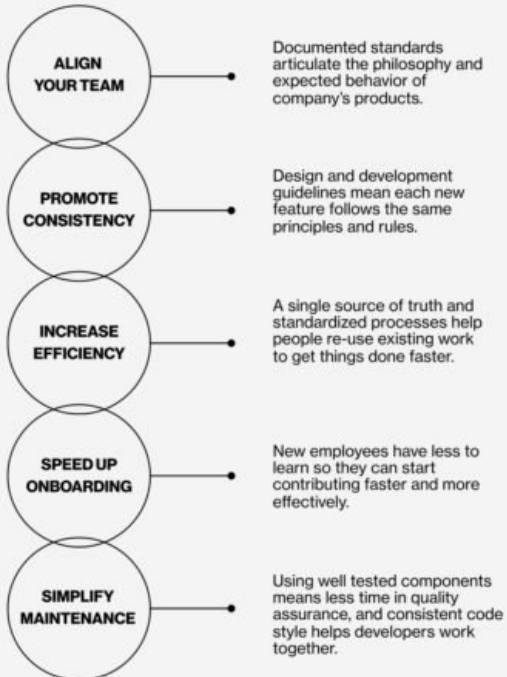 ALIGN
YOUR TEAM
Documented standards
articulate the philosophy and
expected behavior of
company's products.
PROMOTE
CONSISTENCY
Design and development
guidelines mean each new
feature follows the same
principles and rules.
INCREASE
EFFICIENCY
A single source of truth and
standardized processes help
people re-use existing work
to get things done faster.
SPEED UP
ONBOARDING
New employees have less to
learn so they can start
contributing faster and more
effectively.
SIMPLIFY
MAINTENANCE
Using well tested components
means less time in quality
assurance, and consistent code
style helps developers work
together.